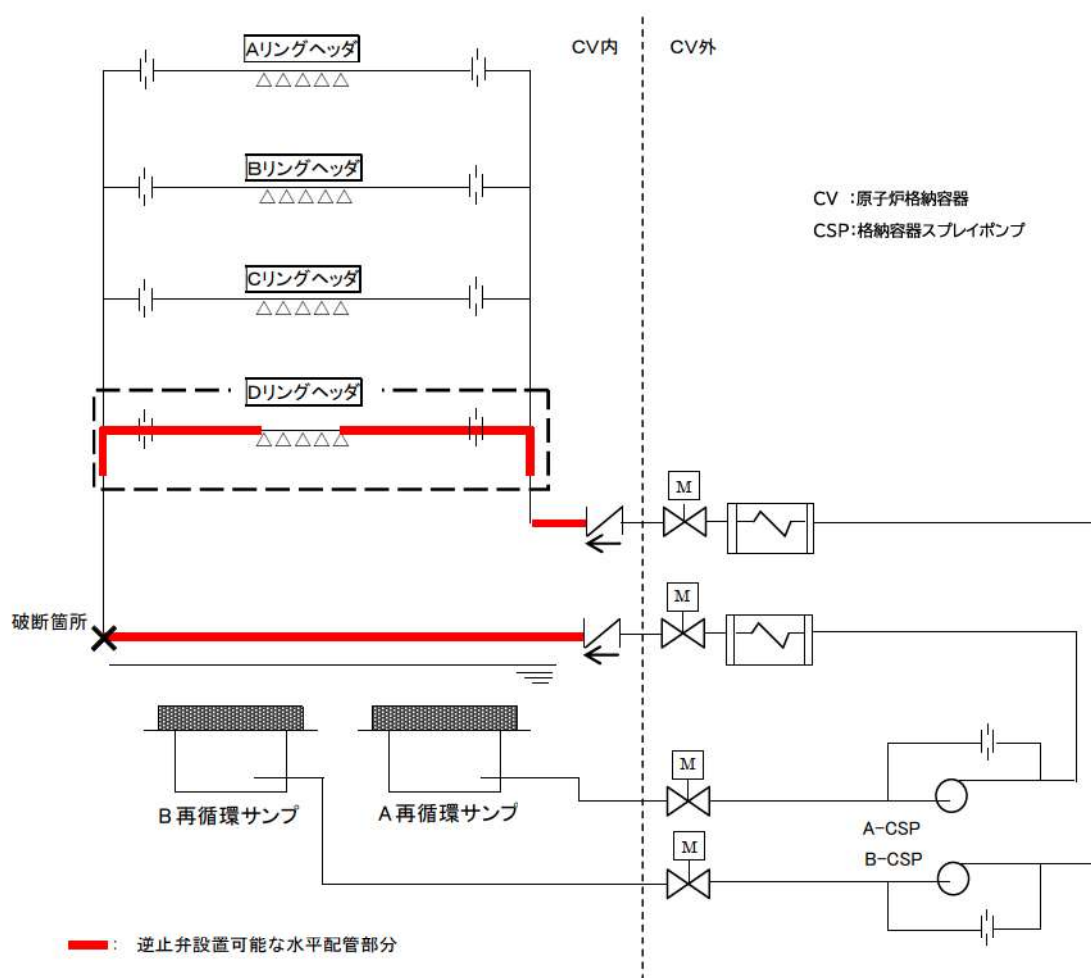 Aリングヘッダ
CV内
CV外
Bリングヘッダ
CV :原子炉格納容器
CSP:格納容器スプレイポンプ
Cリングヘッダ
Dリングヘッダ
M
M
破断箇所
M
B再循環サンプ
A再循環サンプ
A-CSP
M
B-CSP
: 逆止弁設置可能な水平配管部分